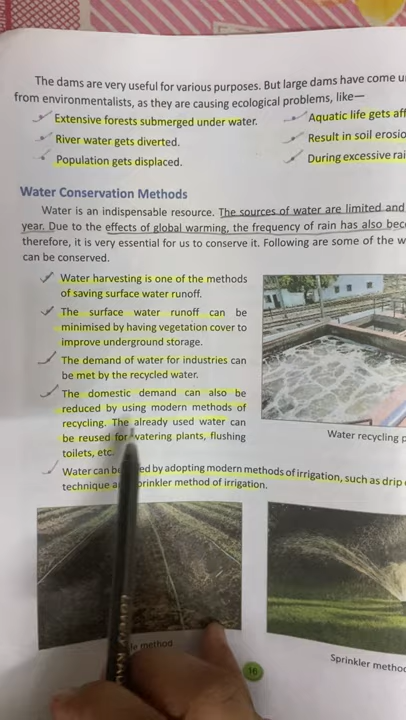 The dams are very useful for various purposes. But large dams have come
from environmentalists, as they are causing ecological problems, like—
Extensive forests submerged under water.
River water gets diverted.
Population gets displaced.
Aquatic life gets
Result in soil
During excessive
Water Conservation Methods
Water is an indispensable resource. The sources of water are limited and
year. Due to the effects of global warming, the frequency of rain has also
therefore, it is very essential for us to conserve it. Following are some of the
can be conserved.
Water harvesting is one of the methods
of saving surface water runoff.
The surface water runoff can be
minimised by having vegetation cover to
improve underground storage.
The demand of water for industries can
be met by the recycled water.
The domestic demand can also be
reduced by using modern methods of
recycling. The already used water can
be reused for watering plants, flushing
toilets, etc.
Water recycling
Water can be by adopting modern methods of irrigation, such as drip
technique sprinkler method of irrigation.
method
Sprinkler
16